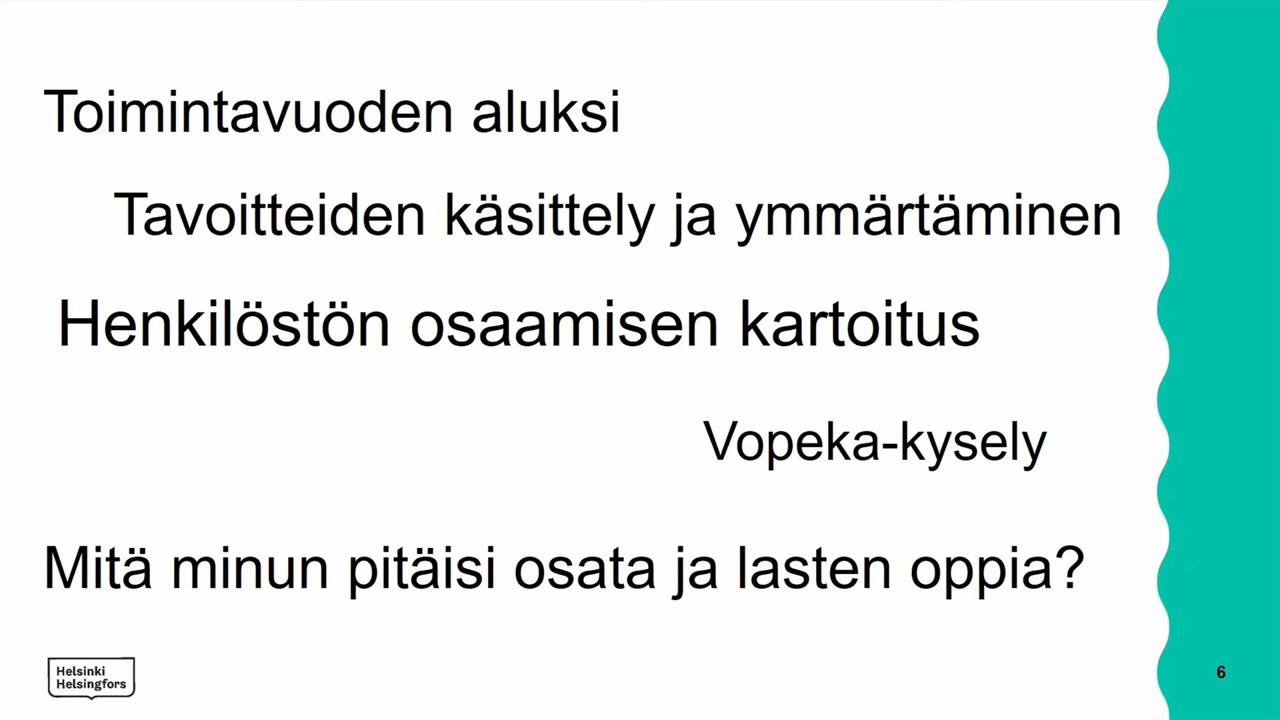 Toimintavuoden aluksi
Tavoitteiden käsittely ja ymmärtäminen
Henkilöstön osaamisen kartoitus
Vopeka-kysely
Mitä minun pitäisi osata ja lasten oppia?
Helsinki
Helsingfors
6